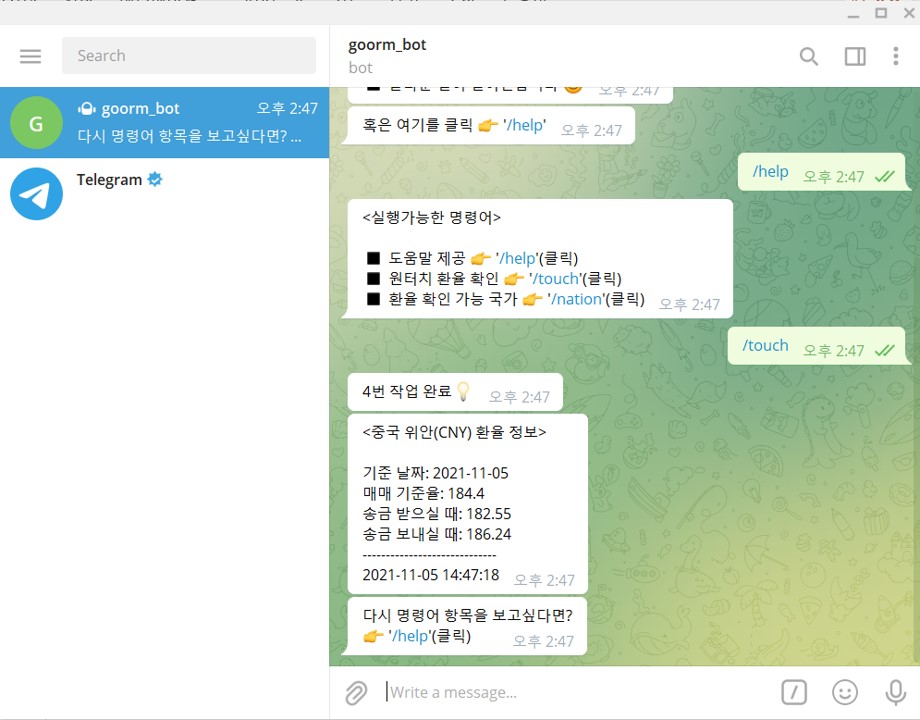 Search
goorm_bot
bot
G
goorm_bot
오후 2:47
다시 명령어 항목을 보고싶다면? ...
Telegram
오후 2:47
혹은 여기를 클릭 👉 '/help'
오후 2:47
/help
오후 2:47
<실행가능한 명령어>
■ 도움말 제공 👉 '/help'(클릭)
■ 원터치 환율 확인 👉 '/touch'(클릭)
■ 환율 확인 가능 국가 👉 '/nation'(클릭)
오후 2:47
/touch
오후 2:47
4번 작업 완료💡
오후 2:47
<중국 위안(CNY) 환율 정보>
기준 날짜: 2021-11-05
매매 기준율: 184.4
송금 받으실 때: 182.55
송금 보내실 때: 186.24
-----------------------------
2021-11-05 14:47:18
오후 2:47
다시 명령어 항목을 보고싶다면?
👉 '/help'(클릭)
오후 2:47
Write a message...